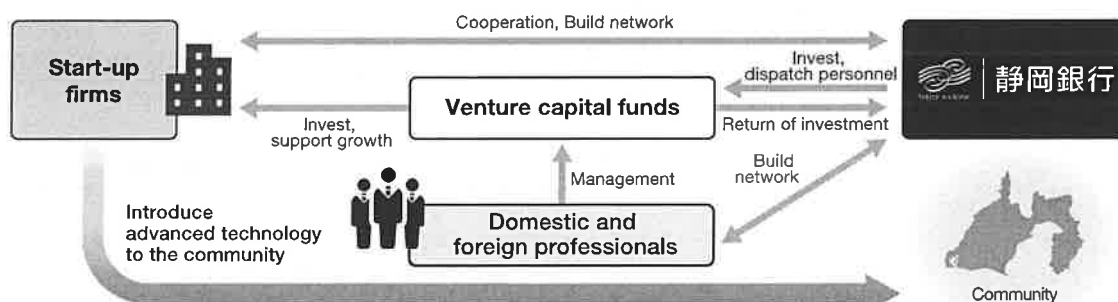 Cooperation, Build network
Start-up
firms
Invest,
dispatch personnel
静岡銀行
Venture capital funds
Invest,
support growth
Return of investment
Management
Build
network
Introduce
advanced technology
to the community
Domestic and
foreign professionals
Community